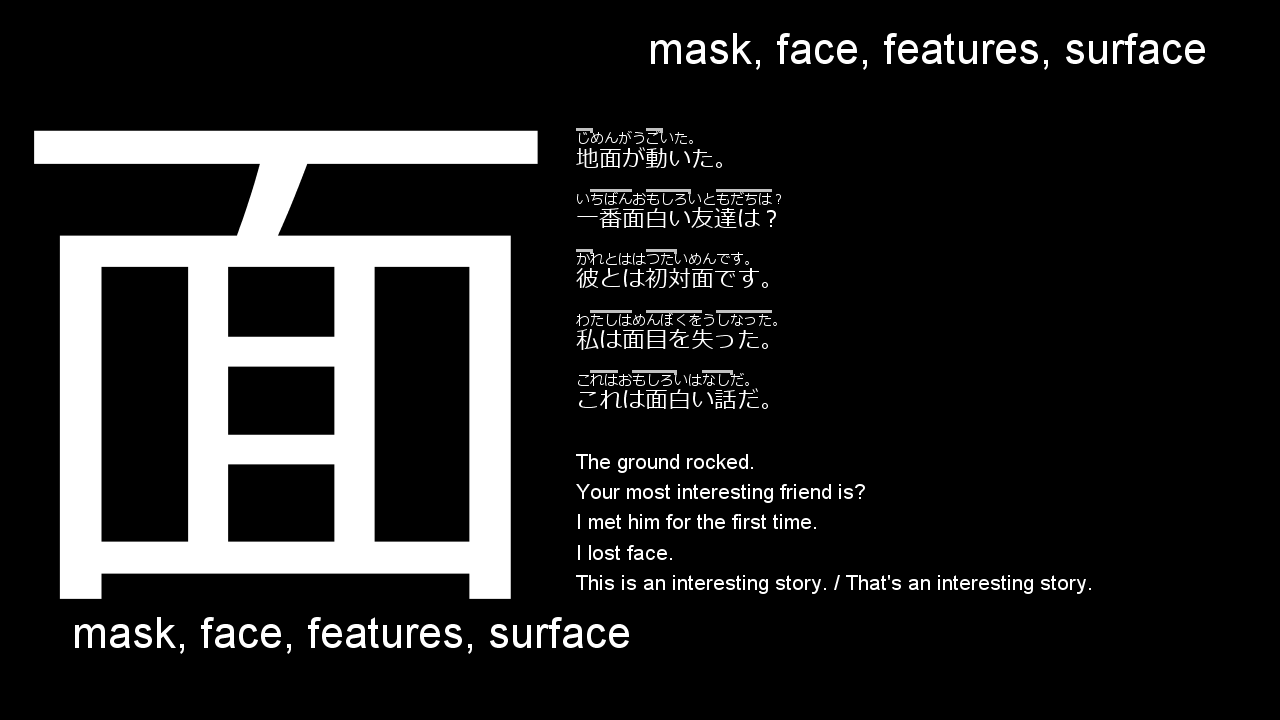 mask, face, features, surface
面
じめんがうごいた。
地面が動いた。
いちばんおもしろいともだちは？
一番面白い友達は？
かれとははつたいめんです。
彼とは初対面です。
わたしはめんぼくをうしなった。
私は面目を失った。
これはおもしろいはなしだ。
これは面白い話だ。
The ground rocked.
Your most interesting friend is?
I met him for the first time.
I lost face.
This is an interesting story. / That's an interesting story.
mask, face, features, surface